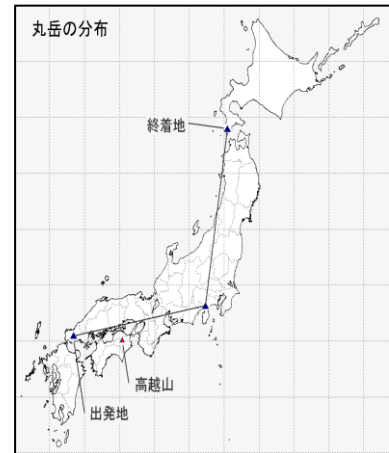 丸岳の分布
終着地
高越山
出発地